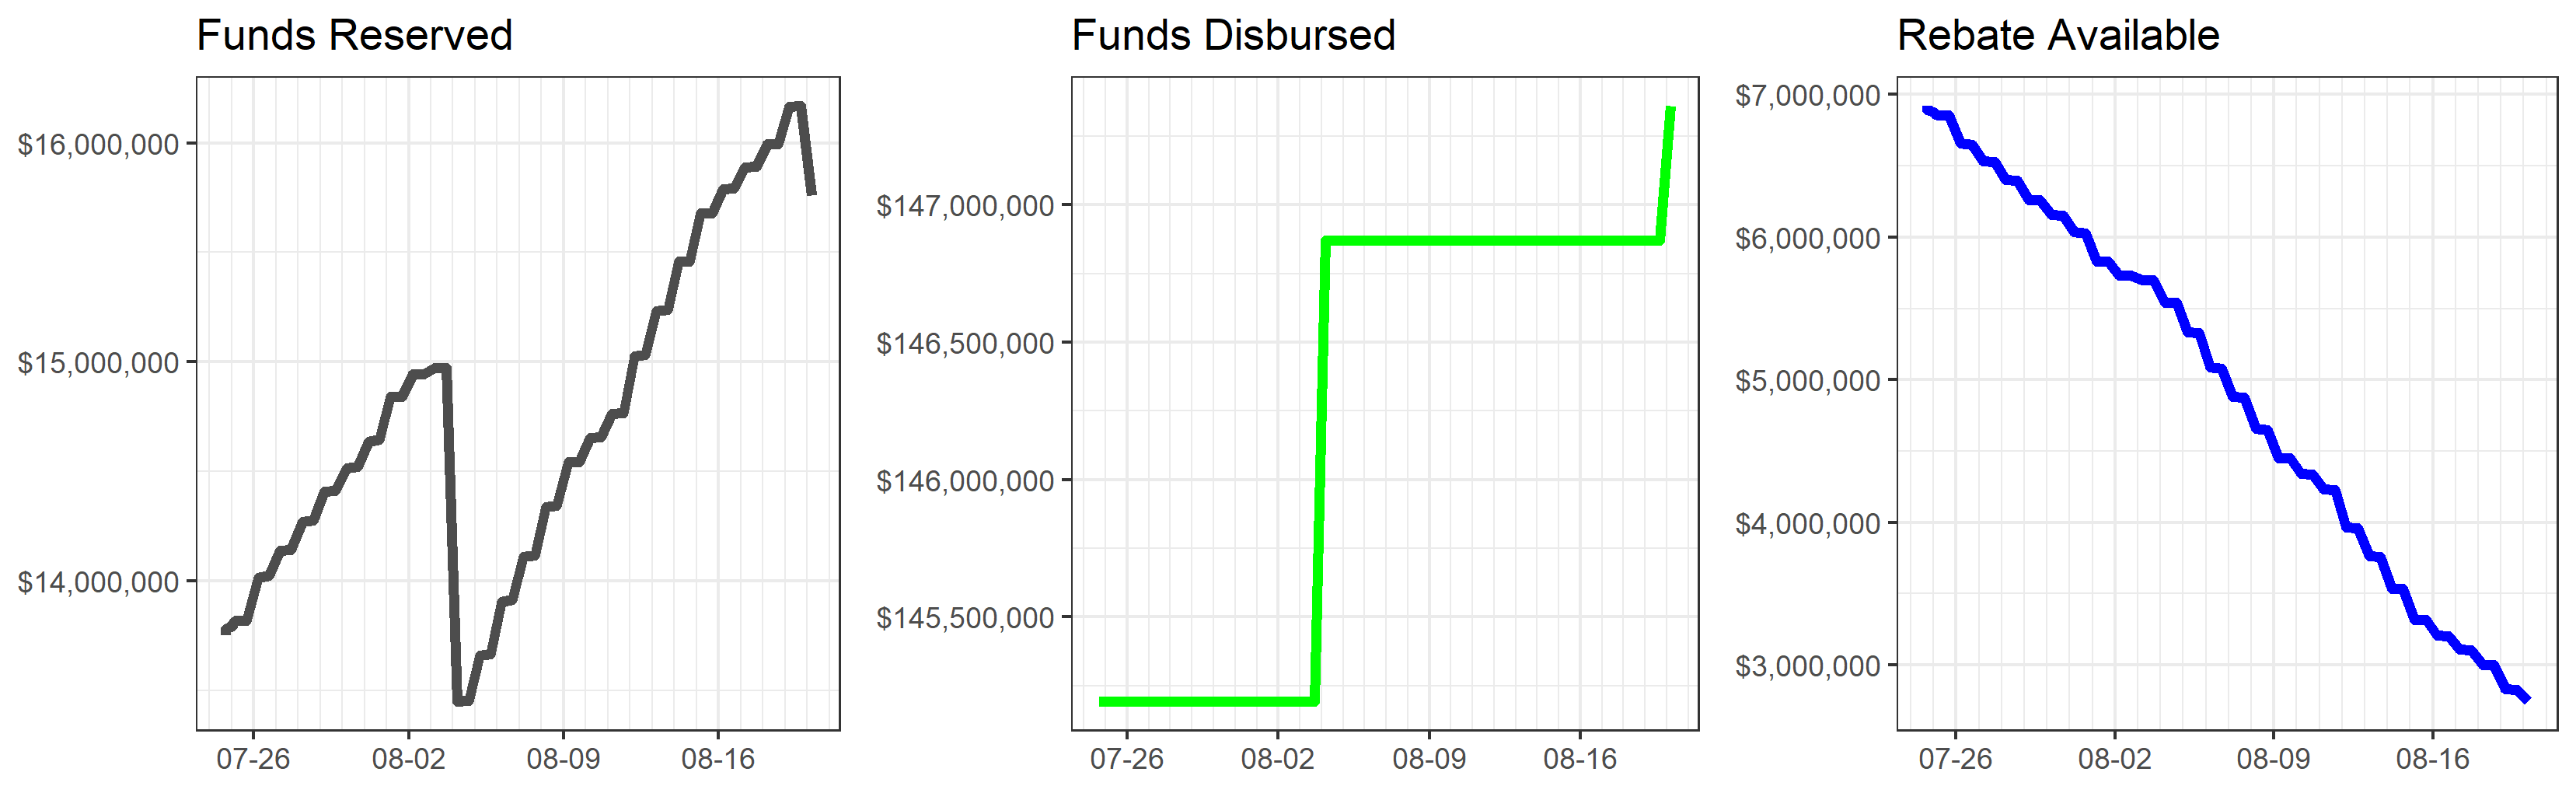 Funds Reserved
$16,000,000
$15,000,000
$14,000,000
07-26 08-02 08-09 08-16
Funds Disbursed
$147,000,000
$146,500,000
$146,000,000
$145,500,000
07-26 08-02 08-09 08-16
Rebate Available
$7,000,000
$6,000,000
$5,000,000
$4,000,000
$3,000,000
07-26 08-02 08-09 08-16